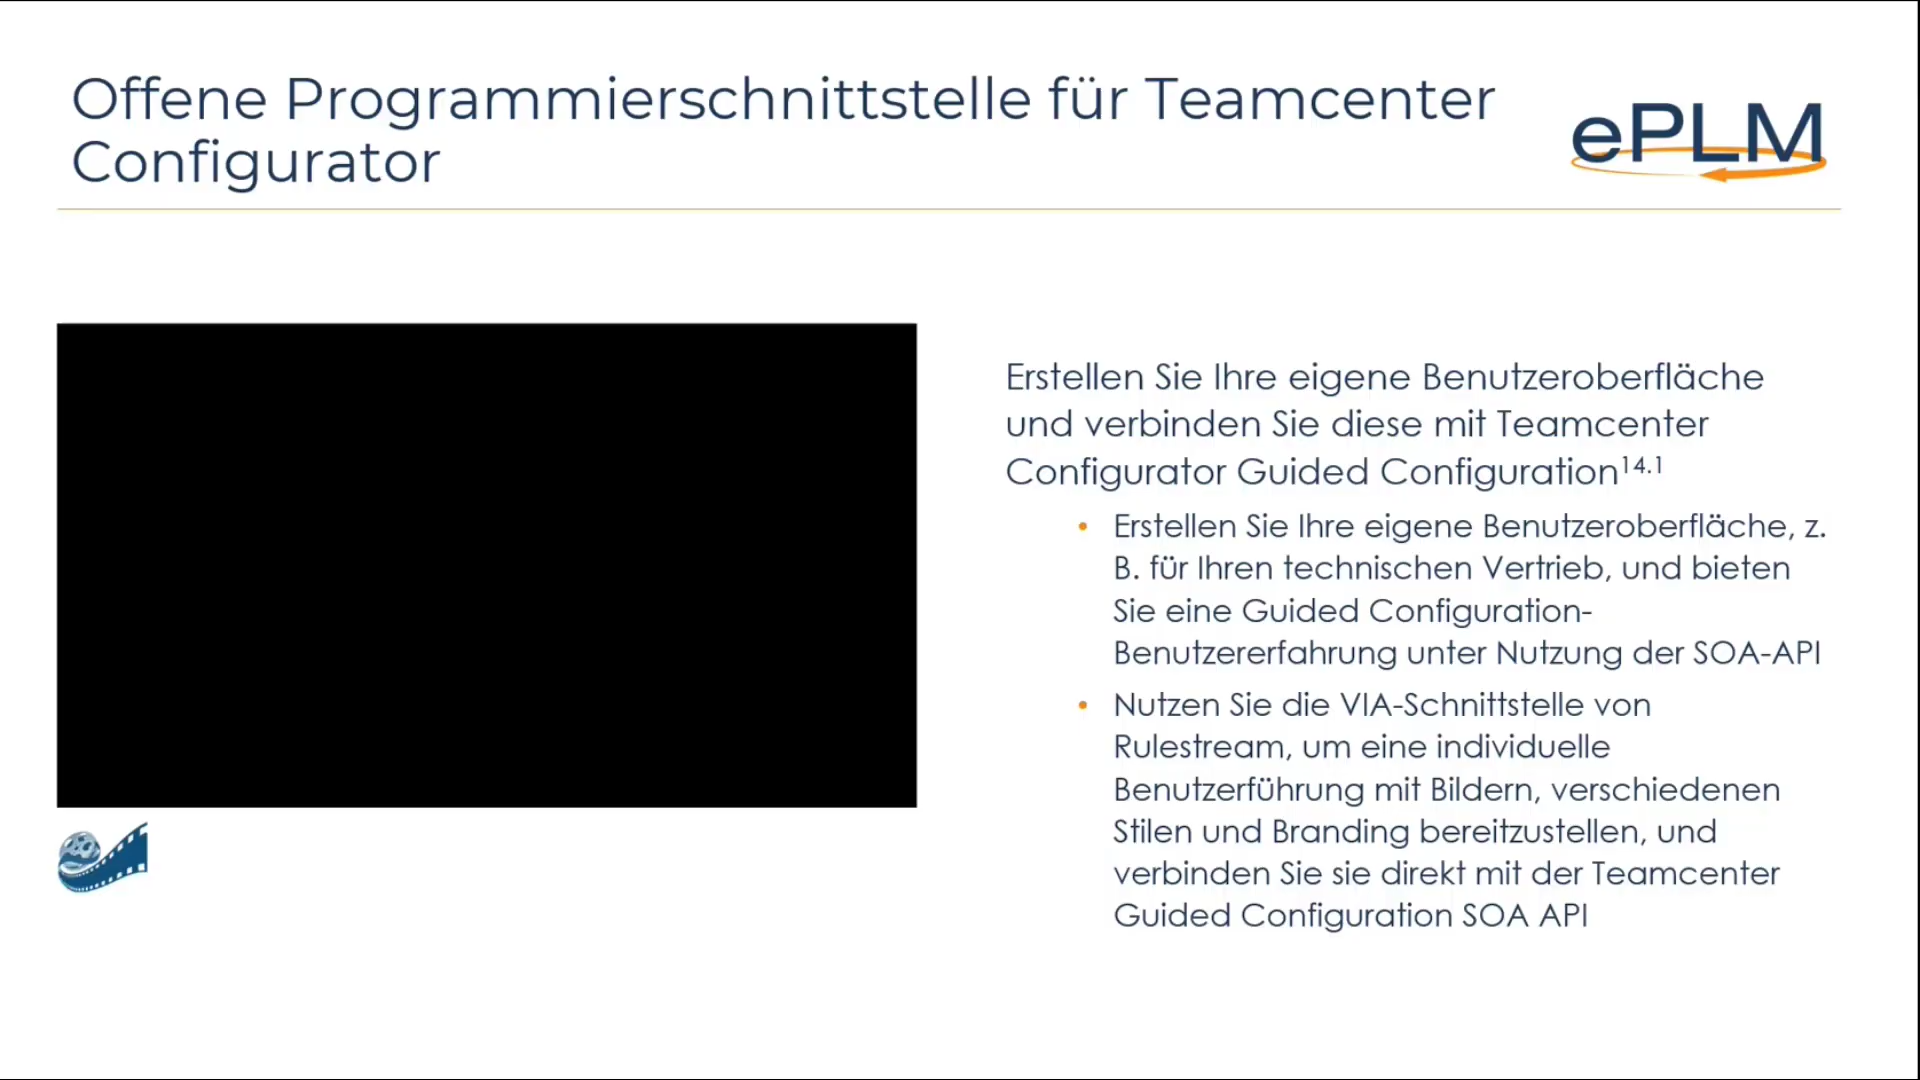 Offene Programmierschnittstelle für Teamcenter
Configurator
ePLM
Erstellen Sie Ihre eigene Benutzeroberfläche
und verbinden Sie diese mit Teamcenter
Configurator Guided Configuration14.1
• Erstellen Sie Ihre eigene Benutzeroberfläche, z.
B. für Ihren technischen Vertrieb, und bieten
Sie eine Guided Configuration-
Benutzererfahrung unter Nutzung der SOA-API
• Nutzen Sie die VIA-Schnittstelle von
Rulestream, um eine individuelle
Benutzerführung mit Bildern, verschiedenen
Stilen und Branding bereitzustellen, und
verbinden Sie sie direkt mit der Teamcenter
Guided Configuration SOA API